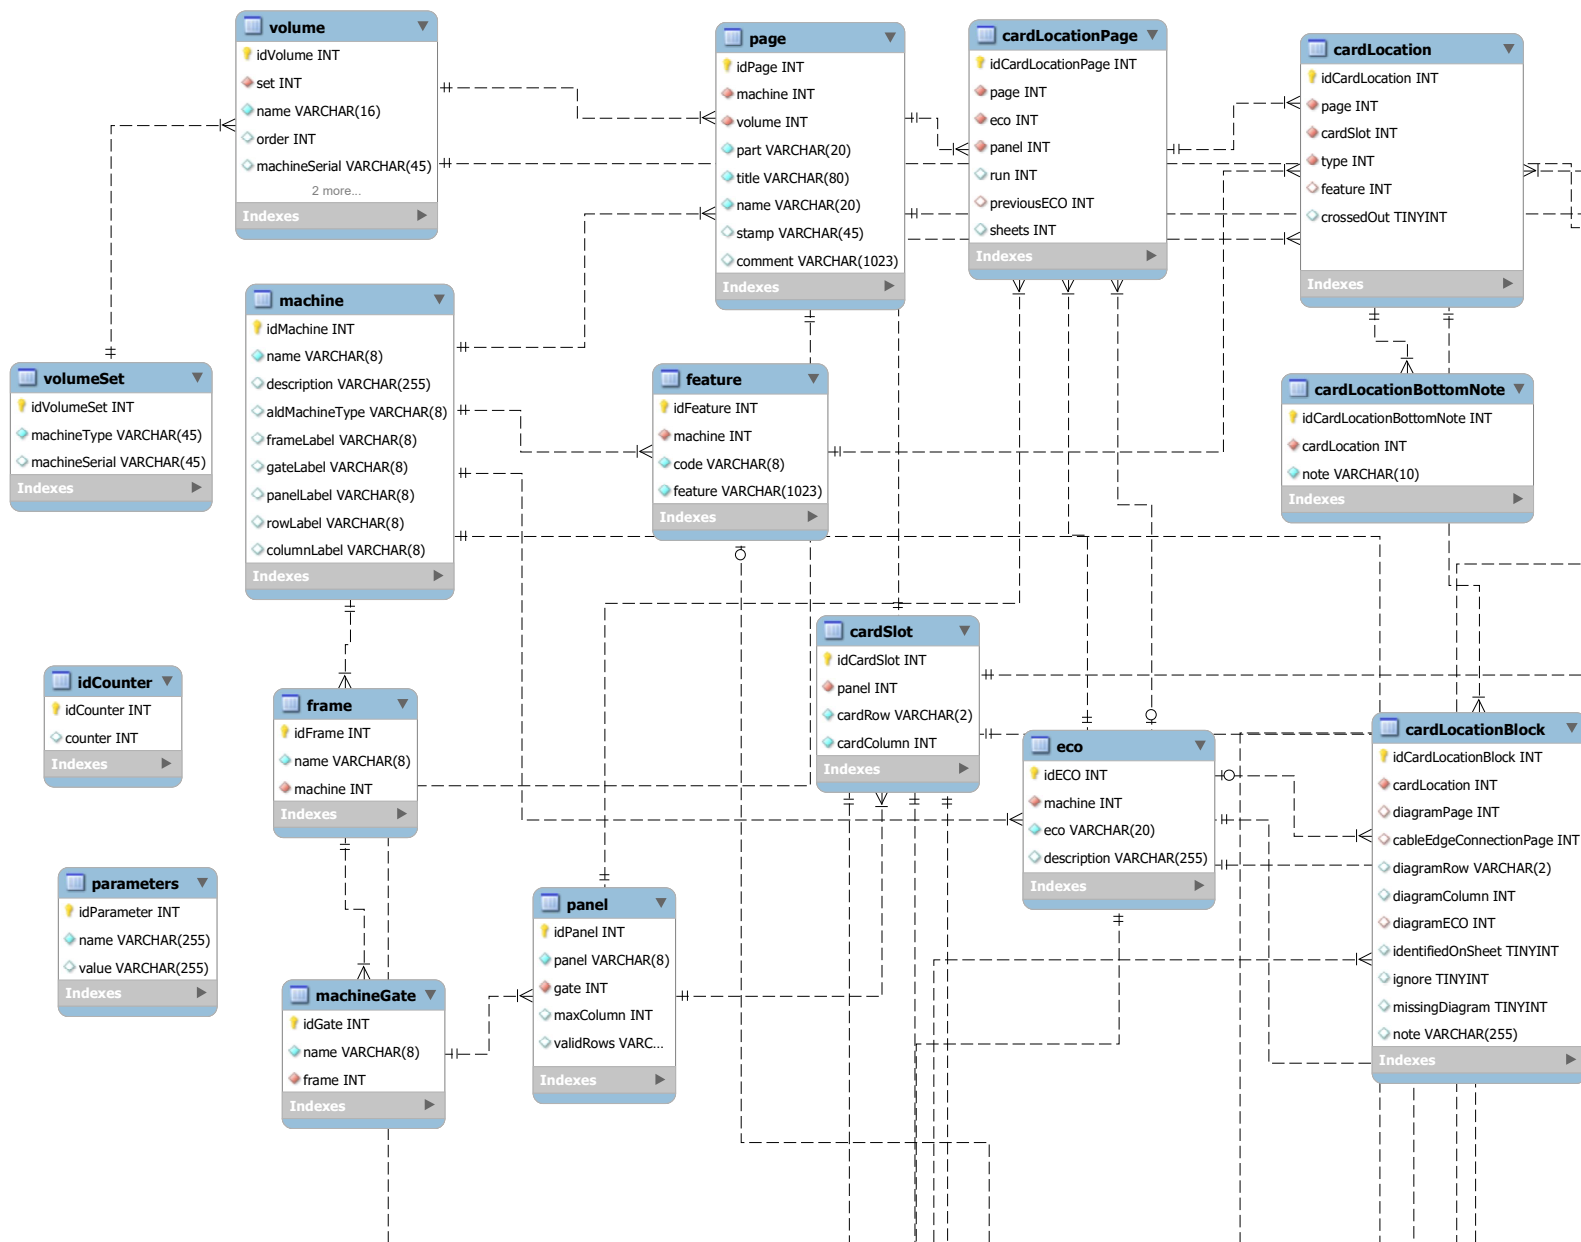 volume
idVolume INT
set INT
name VARCHAR(16)
order INT
machineSerial VARCHAR(45)
2 more...
Indexes
page
idPage INT
machine INT
volume INT
part VARCHAR(20)
title VARCHAR(80)
name VARCHAR(20)
stamp VARCHAR(45)
comment VARCHAR(1023)
Indexes
cardLocationPage
idCardLocationPage INT
page INT
eco INT
panel INT
run INT
previousECO INT
sheets INT
Indexes
cardLocation
idCardLocation INT
page INT
cardSlot INT
type INT
feature INT
crossedOut TINYINT
Indexes
machine
idMachine INT
name VARCHAR(8)
description VARCHAR(255)
aldMachineType VARCHAR(8)
frameLabel VARCHAR(8)
gateLabel VARCHAR(8)
panelLabel VARCHAR(8)
rowLabel VARCHAR(8)
columnLabel VARCHAR(8)
Indexes
volumeSet
idVolumeSet INT
machineType VARCHAR(45)
machineSerial VARCHAR(45)
Indexes
feature
idFeature INT
machine INT
code VARCHAR(8)
feature VARCHAR(1023)
Indexes
cardLocationBottomNote
idCardLocationBottomNote INT
cardLocation INT
note VARCHAR(10)
Indexes
cardSlot
idCardSlot INT
panel INT
cardRow VARCHAR(2)
cardColumn INT
Indexes
idCounter
idCounter INT
counter INT
Indexes
frame
idFrame INT
name VARCHAR(8)
machine INT
Indexes
eco
idECO INT
machine INT
eco VARCHAR(20)
description VARCHAR(255)
Indexes
cardLocationBlock
idCardLocationBlock INT
cardLocation INT
diagramPage INT
cableEdgeConnectionPage INT
diagramRow VARCHAR(2)
diagramColumn INT
diagramECO INT
identifiedOnSheet TINYINT
ignore TINYINT
missingDiagram TINYINT
note VARCHAR(255)
Indexes
parameters
idParameter INT
name VARCHAR(255)
value VARCHAR(255)
Indexes
panel
idPanel INT
panel VARCHAR(8)
gate INT
maxColumn INT
validRows VARC...
Indexes
machineGate
idGate INT
name VARCHAR(8)
frame INT
Indexes